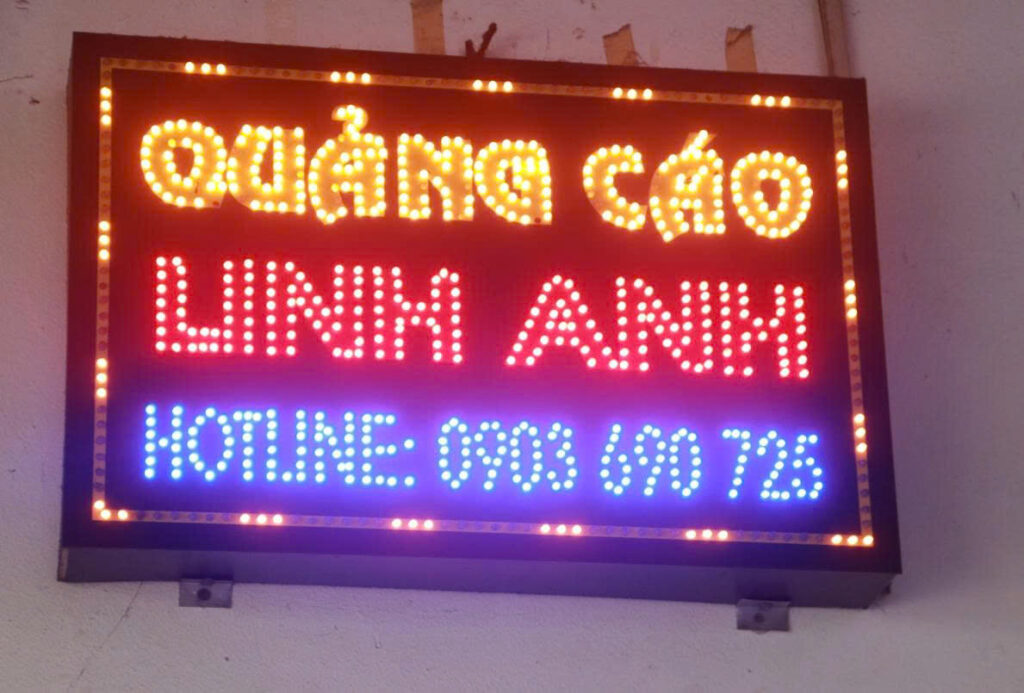 QUẢNG CÁO
LINH ANH
HOTLINE: 0903 690 725